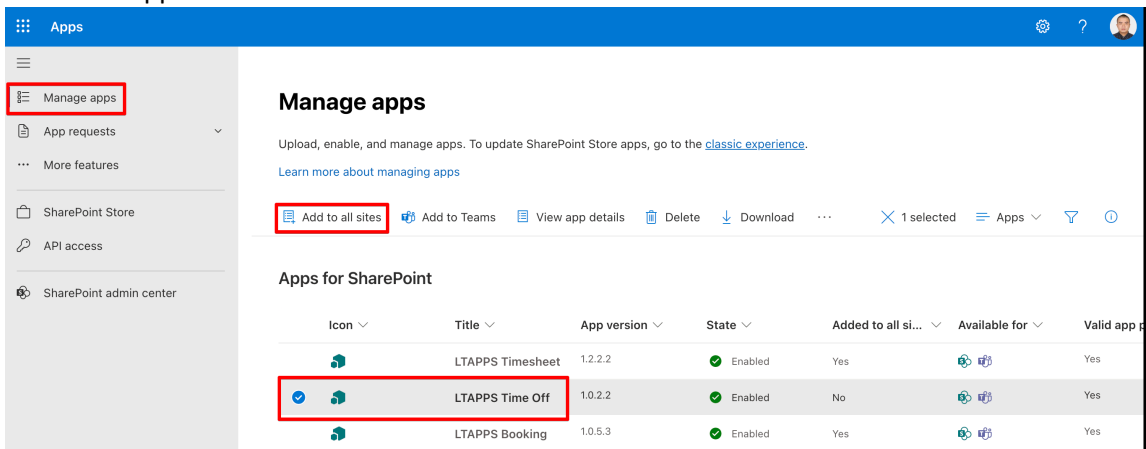 Apps
?
Manage apps
App requests
More features
SharePoint Store
API access
SharePoint admin center
Manage apps
Upload, enable, and manage apps. To update SharePoint Store apps, go to the classic experience.
Learn more about managing apps
Add to all sites Add to Teams View app details Delete Download ... 1 selected Apps
Apps for SharePoint
Icon Title App version State Added to all si... Available for Valid app p
LTAPPS Timesheet 1.2.2.2 Enabled Yes Yes
LTAPPS Time Off 1.0.2.2 Enabled No Yes
LTAPPS Booking 1.0.5.3 Enabled Yes Yes